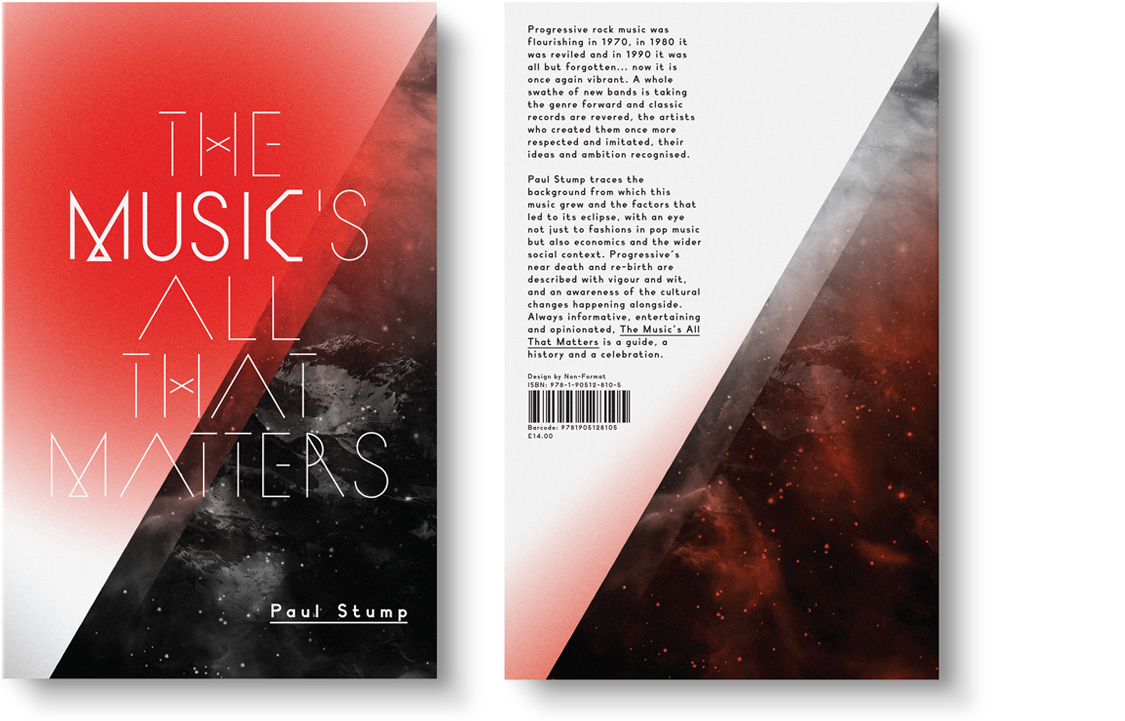 THE
MUSIC'S
ALL
THAT
MATTERS
Paul Stump
Progressive rock music was
flourishing in 1970, in 1980 it
was reviled and in 1990 it was
all but forgotten... now it is
once again vibrant. A whole
swathe of new bands is taking
the genre forward and classic
records are revered, the artists
who created them once more
respected and imitated, their
ideas and ambition recognised.
Paul Stump traces the
background from which this
music grew and the factors that
led to its eclipse, with an eye
not just to fashions in pop music
but also economics and the wider
social context. Progressive's
near death and re-birth are
described with vigour and wit,
and an awareness of the cultural
changes happening alongside.
Always informative, entertaining
and opinionated, The Music's All
That Matters is a guide, a
history and a celebration.
Design by Non-Format
ISBN: 978-1-90512-810-5
Barcode: 9781905128105
£14.00